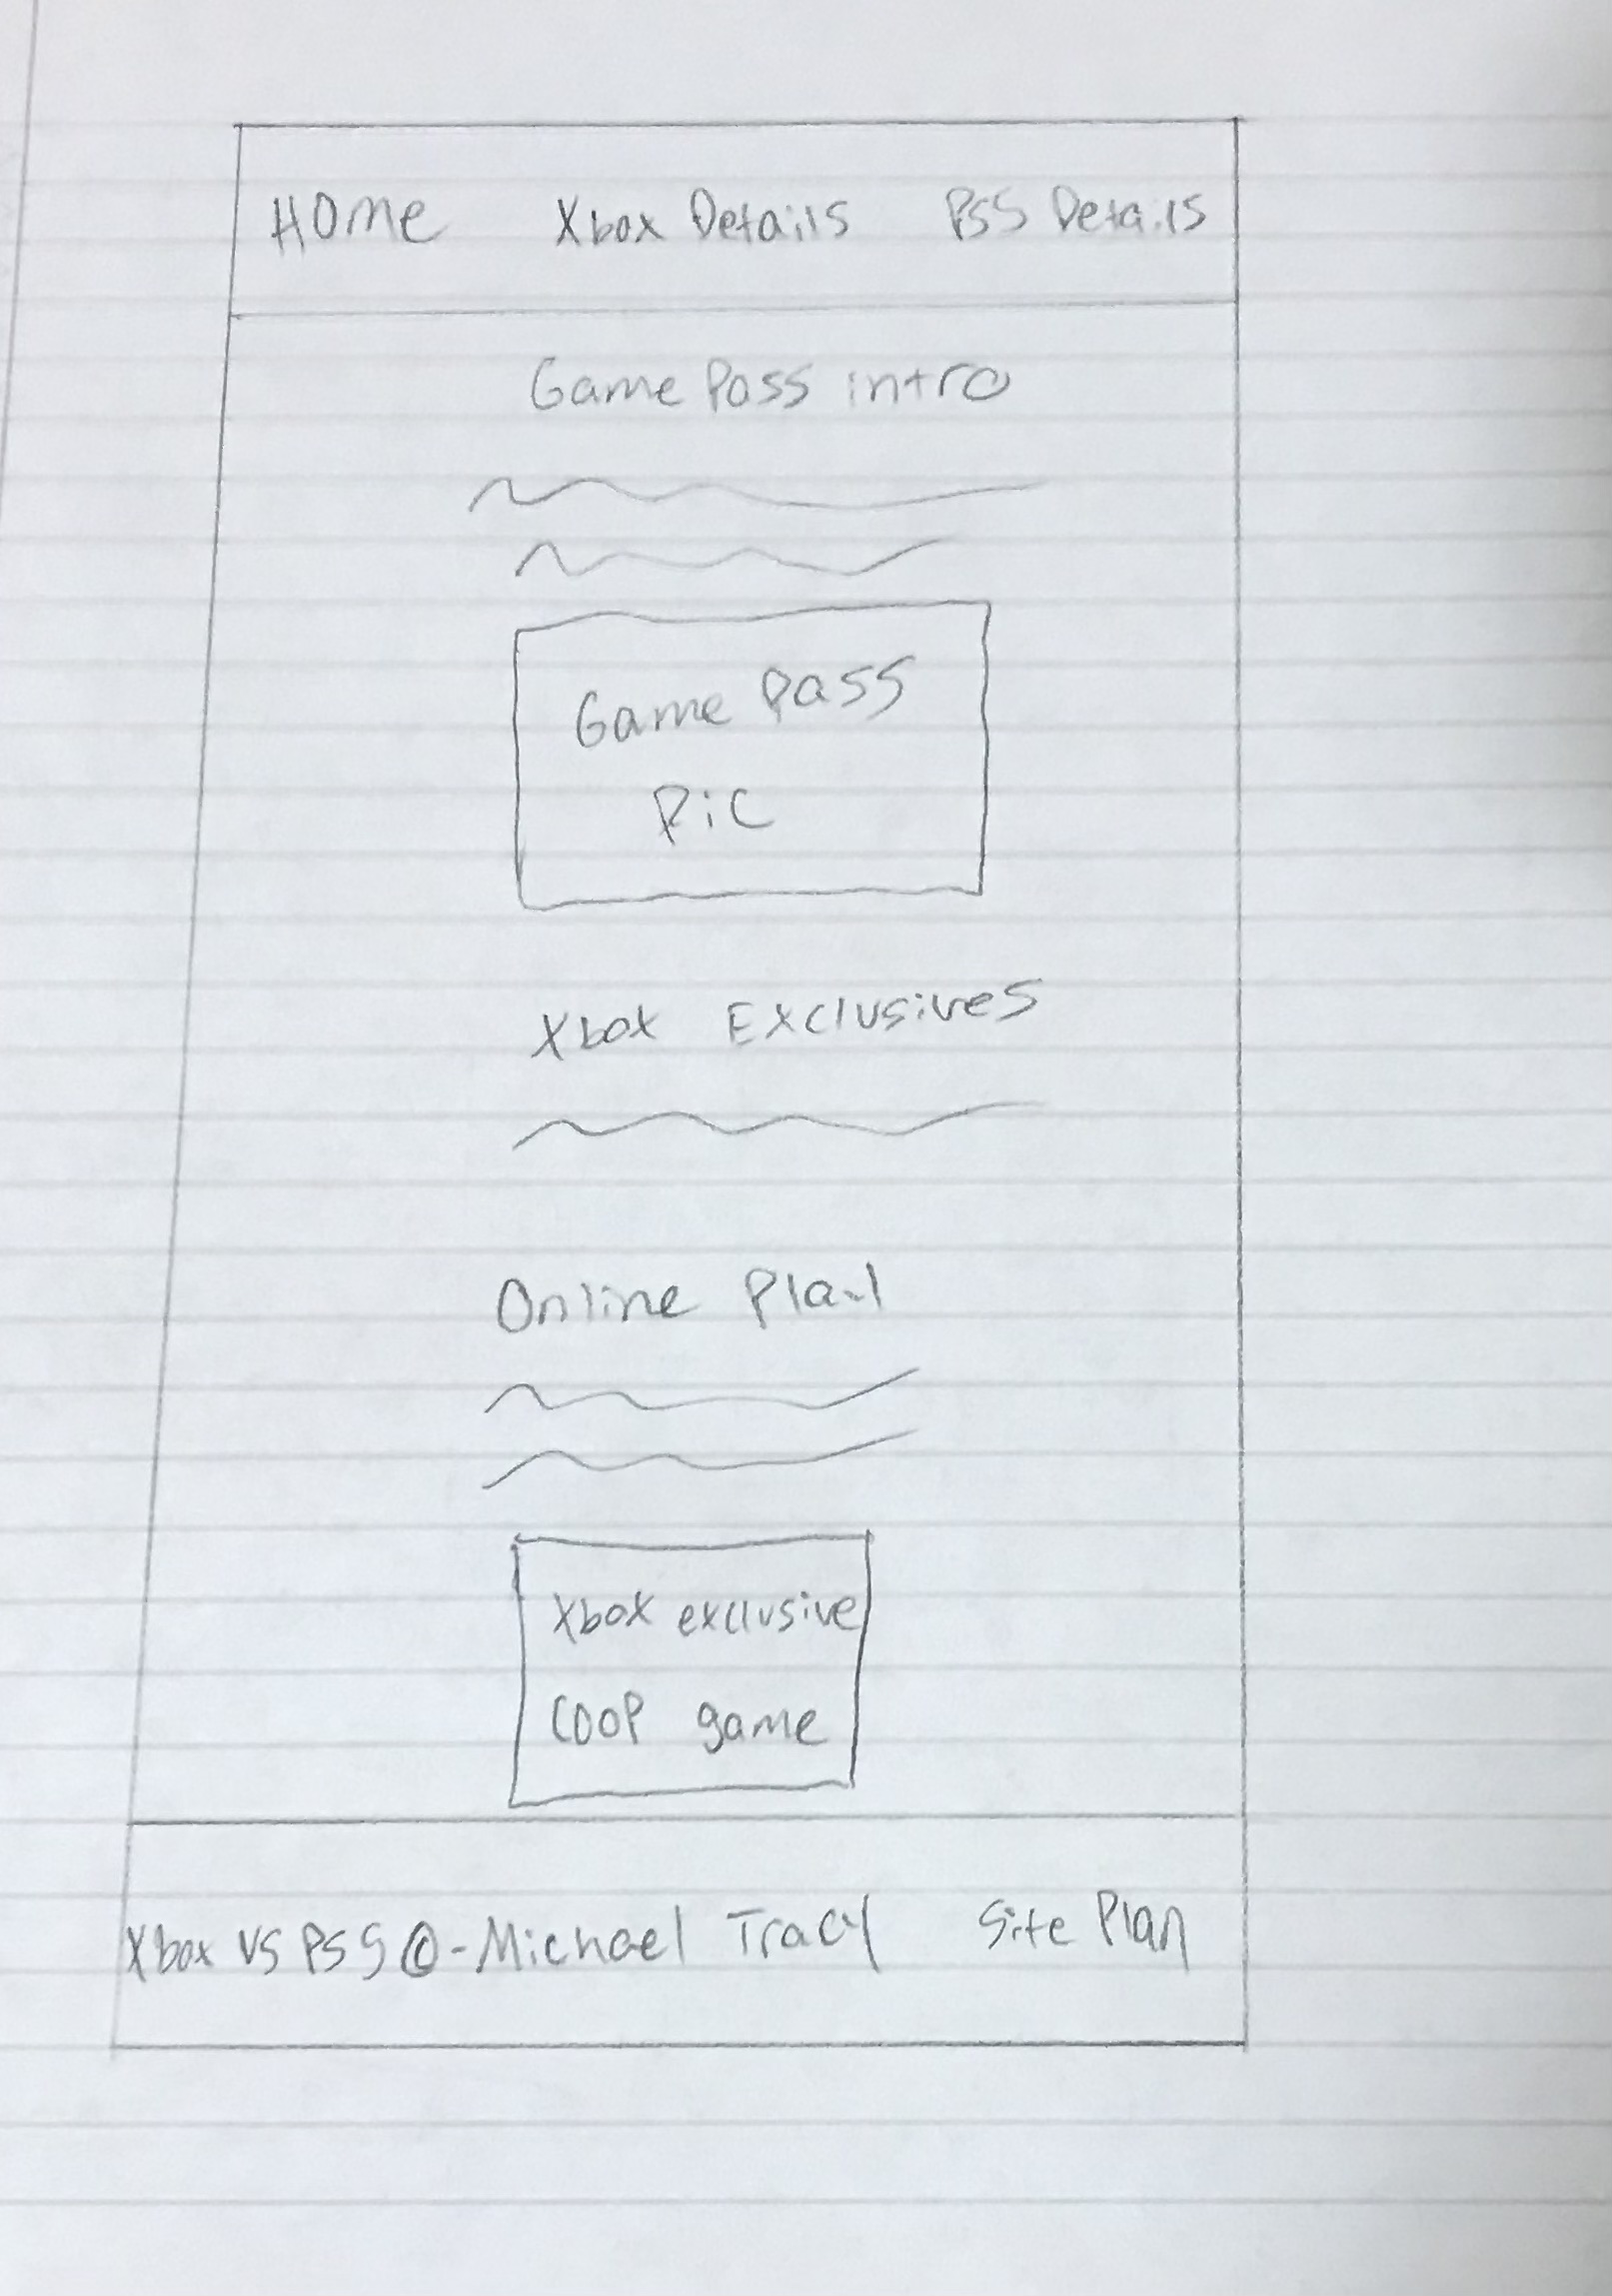 Home Xbox Details PS5 Details
Game Pass intro
Game Pass
Pic
Xbox Exclusives
Online Play
Xbox exclusive
COOP game
Xbox VS PS5 © - Michael Tracy Site Plan